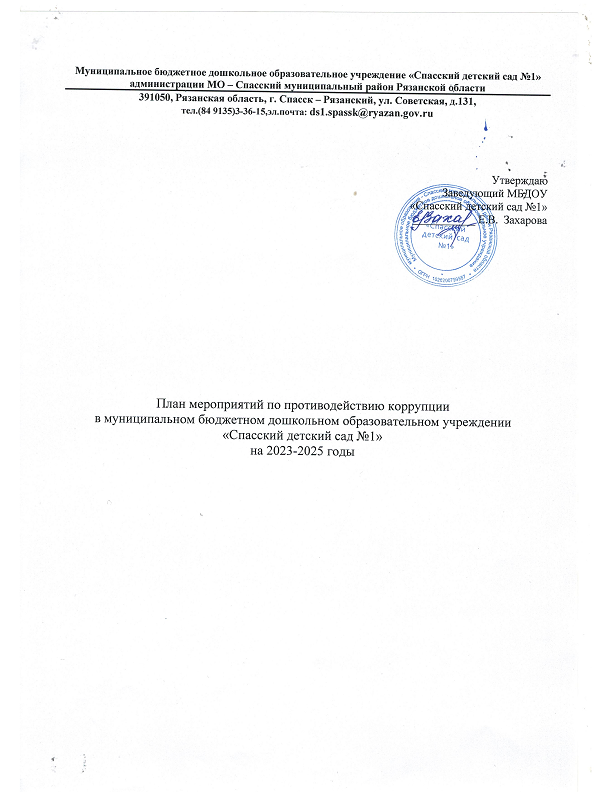 Муниципальное бюджетное дошкольное образовательное учреждение «Спасский детский сад №1»
администрации МО – Спасский муниципальный район Рязанской области
391050, Рязанская область, г. Спасск – Рязанский, ул. Советская, д.131,
тел.(84 9135)3-36-15,эл.почта: ds1.spassk@ryazan.gov.ru
Утверждаю
Заведующий МБДОУ
«Спасский детский сад №1»
Е.В. Захарова
«Спасский
детский сад
№1»
План мероприятий по противодействию коррупции
в муниципальном бюджетном дошкольном образовательном учреждении
«Спасский детский сад №1»
на 2023-2025 годы